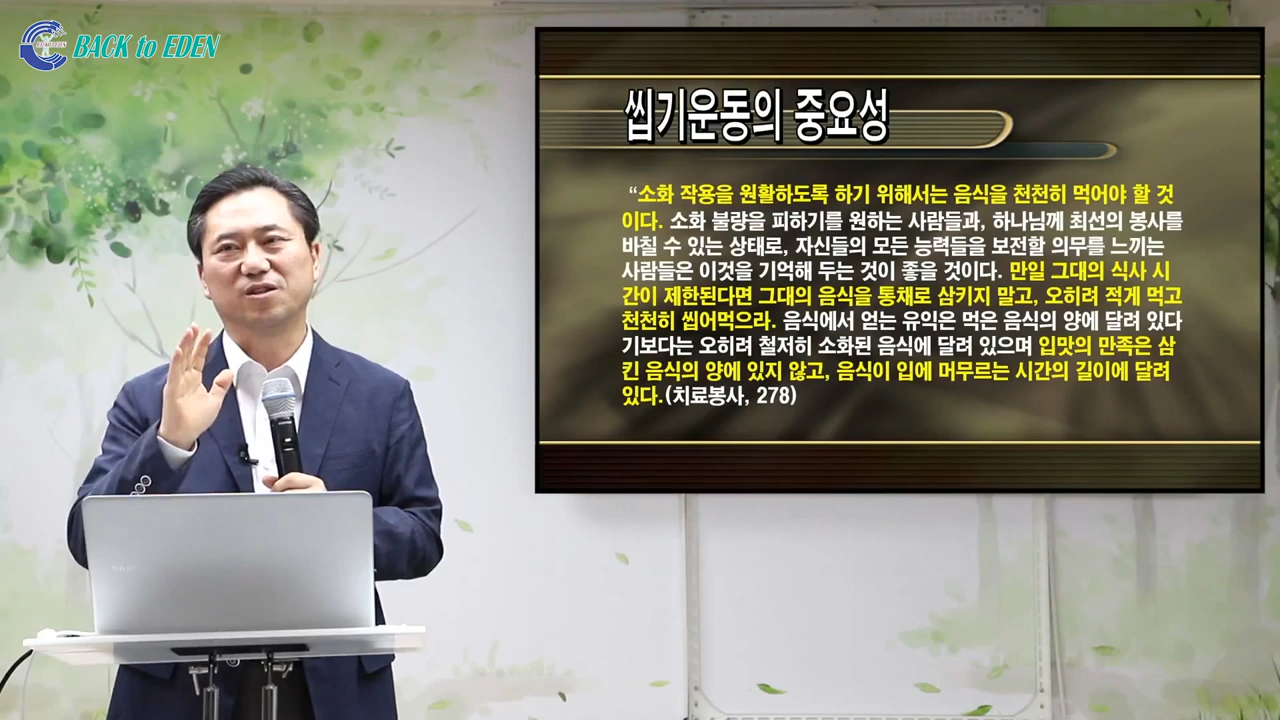 BACK to EDEN
씹기운동의 중요성
“소화 작용을 원활하도록 하기 위해서는 음식을 천천히 먹어야 할 것
이다. 소화 불량을 피하기를 원하는 사람들과, 하나님께 최선의 봉사를
바칠 수 있는 상태로, 자신들의 모든 능력들을 보전할 의무를 느끼는
사람들은 이것을 기억해 두는 것이 좋을 것이다. 만일 그대의 식사 시
간이 제한된다면 그대의 음식을 통채로 삼키지 말고, 오히려 적게 먹고
천천히 씹어먹으라. 음식에서 얻는 유익은 먹은 음식의 양에 달려 있다
기보다는 오히려 철저히 소화된 음식에 달려 있으며 입맛의 만족은 삼
킨 음식의 양에 있지 않고, 음식이 입에 머무르는 시간의 길이에 달려
있다.(치료봉사, 278)